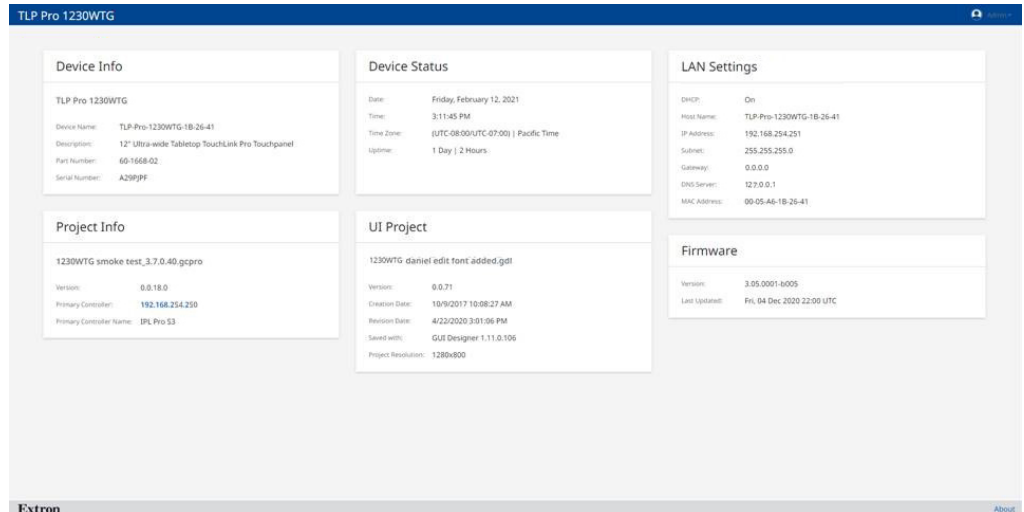 TLP Pro 1230WTG
Admin
Device Info
TLP Pro 1230WTG
Device Name: TLP-Pro-1230WTG-1B-26-41
Description: 12" Ultra-wide Tabletop TouchLink Pro Touchpanel
Part Number: 60-1668-02
Serial Number: A29PJPF
Device Status
Date: Friday, February 12, 2021
Time: 3:11:45 PM
Time Zone: (UTC-08:00/UTC-07:00) | Pacific Time
Uptime: 1 Day | 2 Hours
LAN Settings
DHCP: On
Host Name: TLP-Pro-1230WTG-1B-26-41
IP Address: 192.168.254.251
Subnet: 255.255.255.0
Gateway: 0.0.0.0
DNS Server: 127.0.0.1
MAC Address: 00-05-A6-1B-26-41
Project Info
1230WTG smoke test_3.7.0.40.gcpro
Version: 0.0.18.0
Primary Controller: 192.168.254.250
Primary Controller Name: IPL Pro S3
UI Project
1230WTG daniel edit font added.gdl
Version: 0.0.71
Creation Date: 10/9/2017 10:08:27 AM
Revision Date: 4/22/2020 3:01:06 PM
Saved with: GUI Designer 1.11.0.106
Project Resolution: 1280x800
Firmware
Version: 3.05.0001-b005
Last Updated: Fri, 04 Dec 2020 22:00 UTC
Extron
About